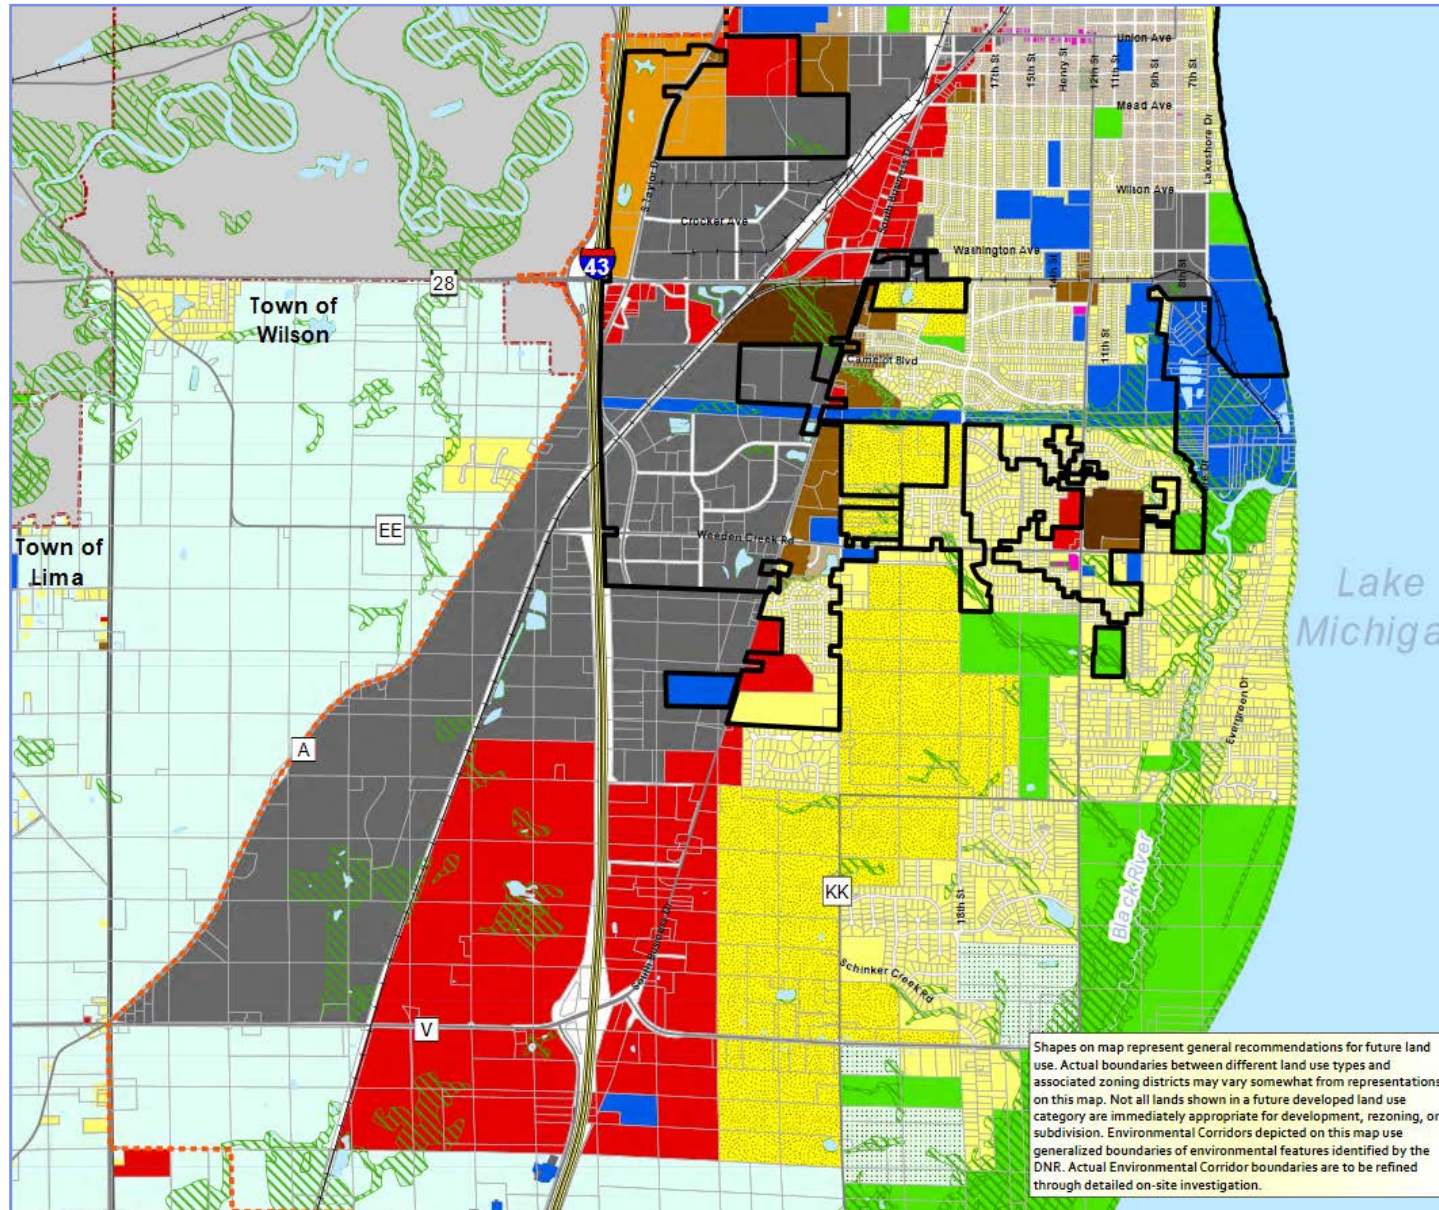 Union Ave
17th St
15th St
Henry St
12th St
11th St
9th St
7th St
Mead Ave
Lakeshore Dr
Wilson Ave
S Taylor Dr
South Business Dr
Crocker Ave
Washington Ave
43
28
14th St
8th St
Town of
Wilson
11th St
Camelot Blvd
EE
Weeden Creek Rd
Town of
Lima
Lake
Michiga
A
Evergreen Dr
KK
18th St
Black River
South Business Dr
Schinker Creek Rd
V
Shapes on map represent general recommendations for future land
use. Actual boundaries between different land use types and
associated zoning districts may vary somewhat from representations
on this map. Not all lands shown in a future developed land use
category are immediately appropriate for development, rezoning, or
subdivision. Environmental Corridors depicted on this map use
generalized boundaries of environmental features identified by the
DNR. Actual Environmental Corridor boundaries are to be refined
through detailed on-site investigation.